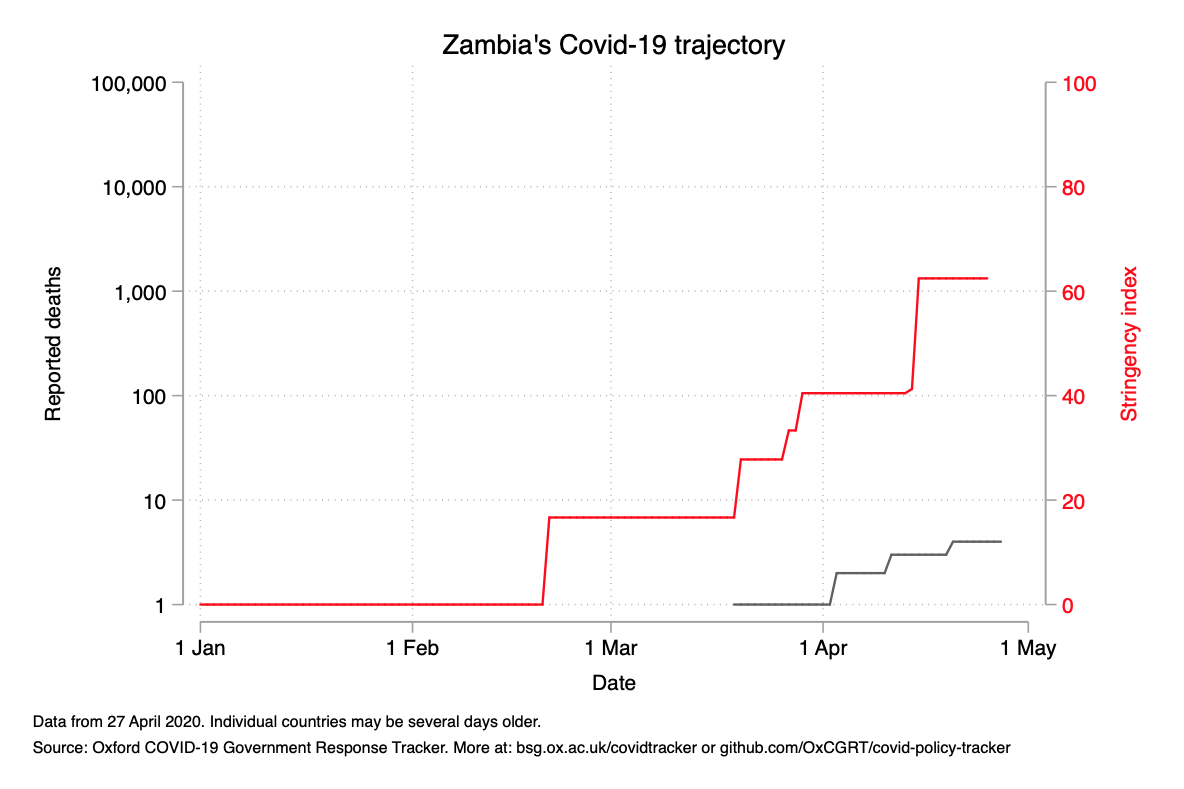 Zambia's Covid-19 trajectory
100,000
10,000
1,000
100
10
1
Reported deaths
100
80
60
40
20
0
Stringency index
1 Jan
1 Feb
1 Mar
1 Apr
1 May
Date
Data from 27 April 2020. Individual countries may be several days older.
Source: Oxford COVID-19 Government Response Tracker. More at: bsg.ox.ac.uk/covidtracker or github.com/OxCGRT/covid-policy-tracker